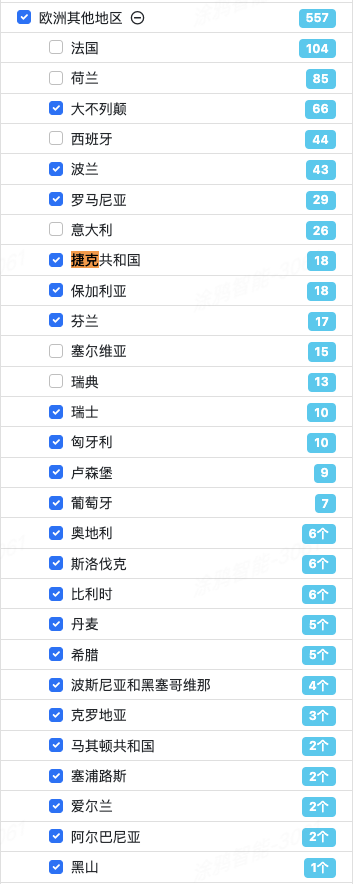 欧洲其他地区 557
法国 104
荷兰 85
大不列颠 66
西班牙 44
波兰 43
罗马尼亚 29
意大利 26
捷克共和国 18
保加利亚 18
芬兰 17
塞尔维亚 15
瑞典 13
瑞士 10
匈牙利 10
卢森堡 9
葡萄牙 7
奥地利 6个
斯洛伐克 6个
比利时 6个
丹麦 5个
希腊 5个
波斯尼亚和黑塞哥维那 4个
克罗地亚 3个
马其顿共和国 2个
塞浦路斯 2个
爱尔兰 2个
阿尔巴尼亚 2个
黑山 1个